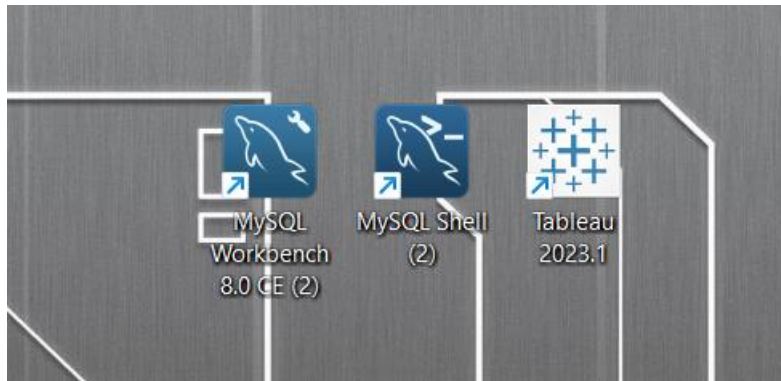 MySQL
Workbench
8.0 CE (2)
MySQL Shell
(2)
Tableau
2023.1